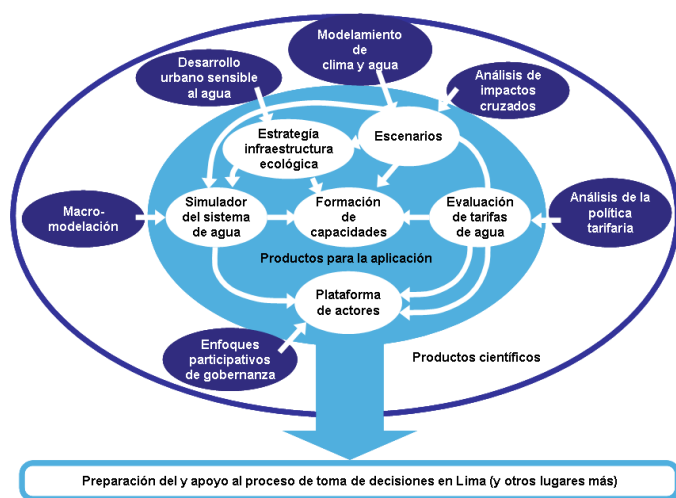 Modelamiento
de
clima y agua
Desarrollo
urbano sensible
al agua
Análisis de
impactos
cruzados
Estrategía
infraestructura
ecológica
Escenarios
Macro-
modelación
Simulador
del sistema
de agua
Formación
de
capacidades
Evaluación
de tarifas
de agua
Análisis de la
política
tarifaria
Productos para la aplicación
Plataforma
de actores
Enfoques
participativos
de gobernanza
Productos científicos
Preparación del y apoyo al proceso de toma de decisiones en Lima (y otros lugares más)